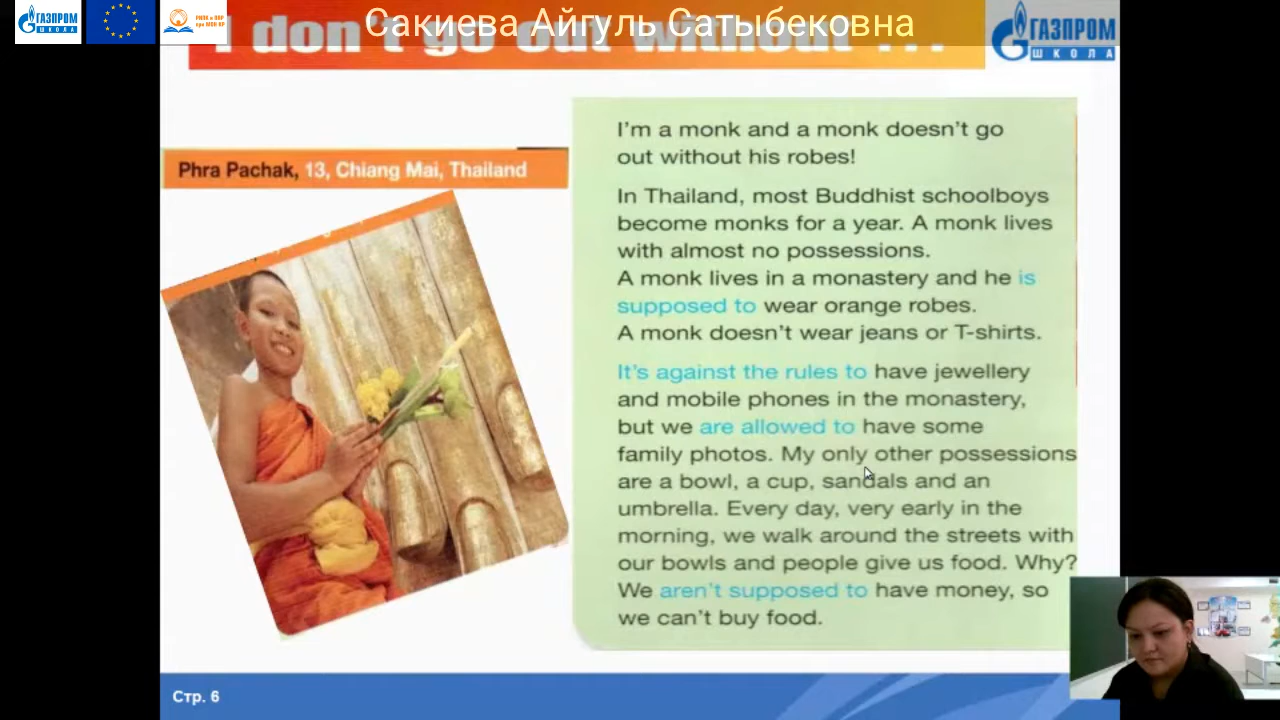 Сакиева Айгуль Сатыбековна
I don't go out without ...
ГАЗПРОМ
ШКОЛА
ГАЗПРОМ
ШКОЛА
Phra Pachak, 13, Chiang Mai, Thailand
I'm a monk and a monk doesn't go
out without his robes!
In Thailand, most Buddhist schoolboys
become monks for a year. A monk lives
with almost no possessions.
A monk lives in a monastery and he is
supposed to wear orange robes.
A monk doesn't wear jeans or T-shirts.
It's against the rules to have jewellery
and mobile phones in the monastery,
but we are allowed to have some
family photos. My only other possessions
are a bowl, a cup, sandals and an
umbrella. Every day, very early in the
morning, we walk around the streets with
our bowls and people give us food. Why?
We aren't supposed to have money, so
we can't buy food.
Стр. 6